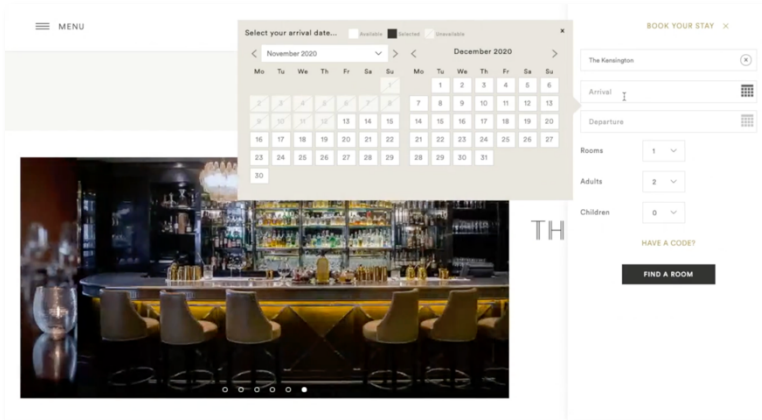 MENU
Select your arrival date...
Available
Selected
Unavailable
x
November 2020
December 2020
Mo Tu We Th Fr Sa Su
1
2 3 4 5 6 7 8
9 10 11 12 13 14 15
16 17 18 19 20 21 22
23 24 25 26 27 28 29
30
Mo Tu We Th Fr Sa Su
1 2 3 4 5 6
7 8 9 10 11 12 13
14 15 16 17 18 19 20
21 22 23 24 25 26 27
28 29 30 31
TH
BOOK YOUR STAY
The Kensington
Arrival
Departure
Rooms 1
Adults 2
Children 0
HAVE A CODE?
FIND A ROOM